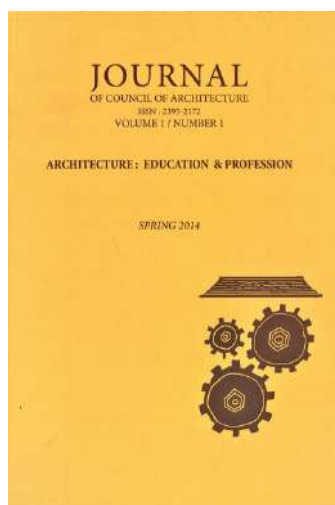 JOURNAL
OF COUNCIL OF ARCHITECTURE
ISSN : 2395-2172
VOLUME 1 / NUMBER 1
ARCHITECTURE : EDUCATION & PROFESSION
SPRING 2014